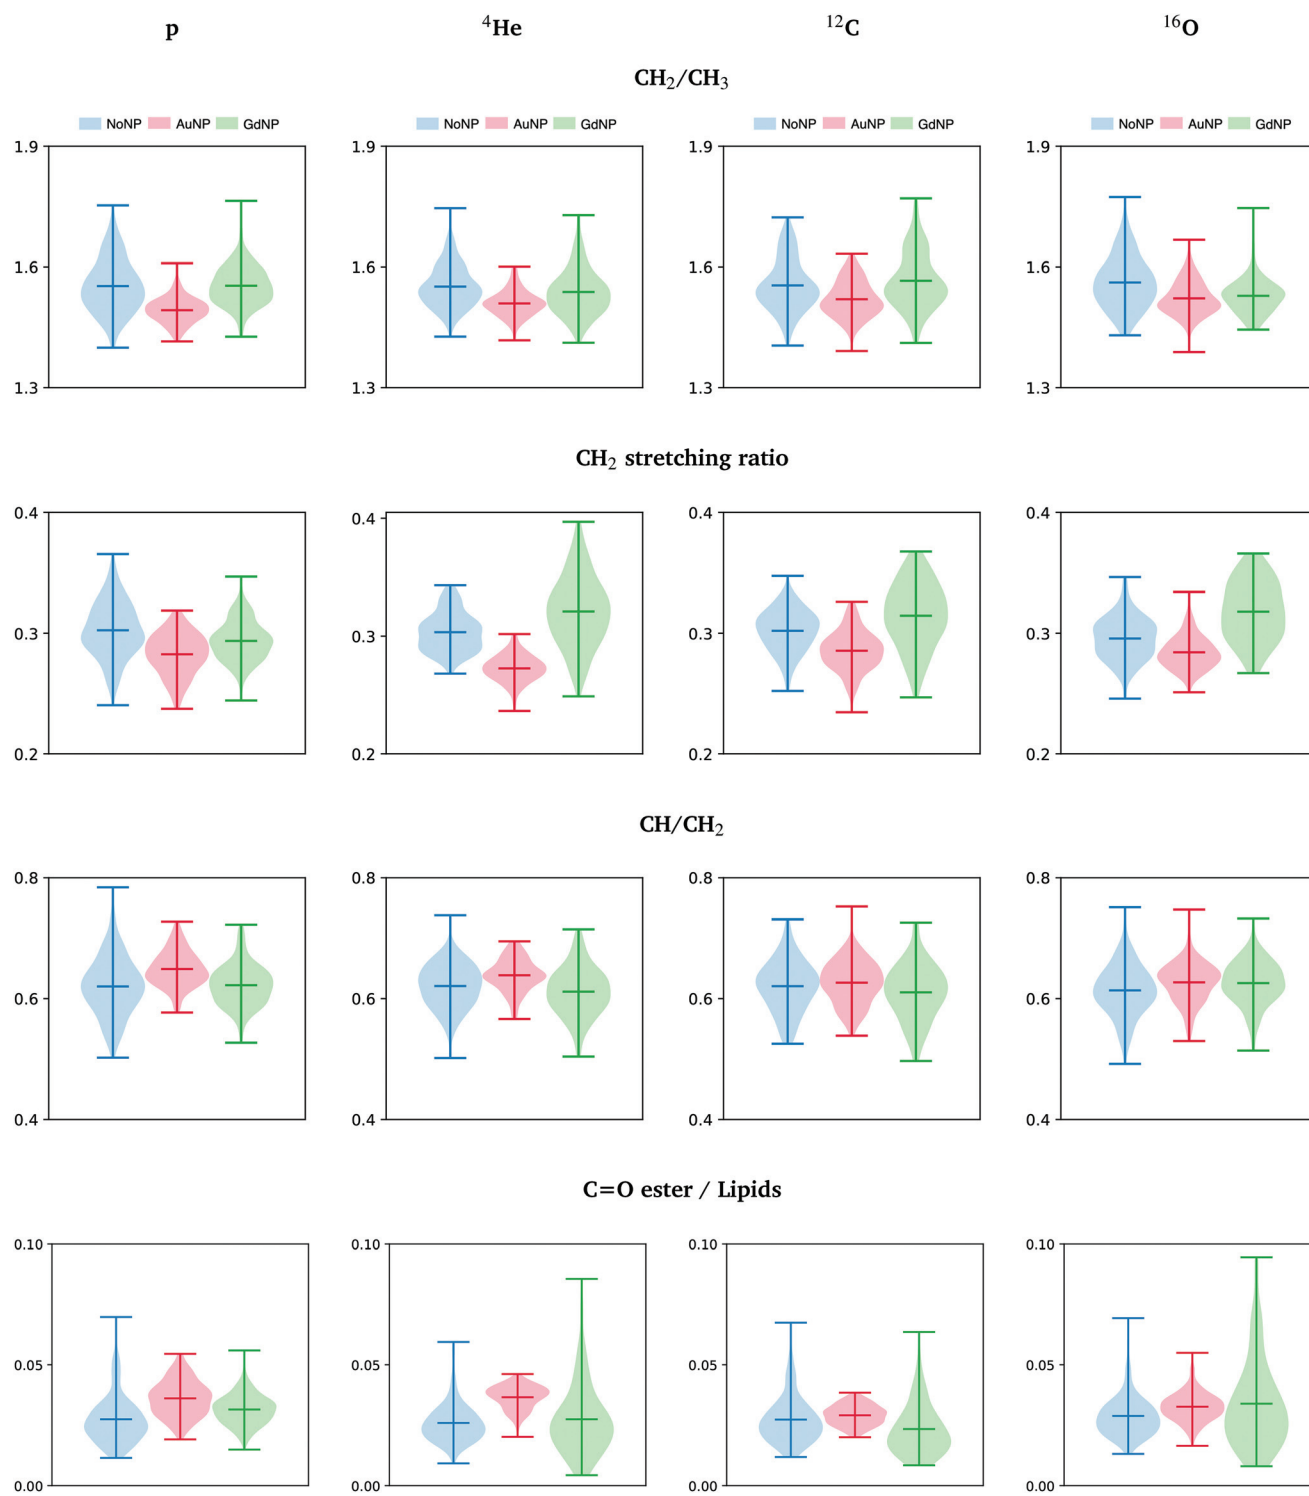 p ⁴He ¹²C ¹⁶O
CH₂/CH₃
NoNP AuNP GdNP NoNP AuNP GdNP NoNP AuNP GdNP NoNP AuNP GdNP
1.9 1.9 1.9 1.9
1.6 1.6 1.6 1.6
1.3 1.3 1.3 1.3
CH₂ stretching ratio
0.4 0.4 0.4 0.4
0.3 0.3 0.3 0.3
0.2 0.2 0.2 0.2
CH/CH₂
0.8 0.8 0.8 0.8
0.6 0.6 0.6 0.6
0.4 0.4 0.4 0.4
C=O ester / Lipids
0.10 0.10 0.10 0.10
0.05 0.05 0.05 0.05
0.00 0.00 0.00 0.00